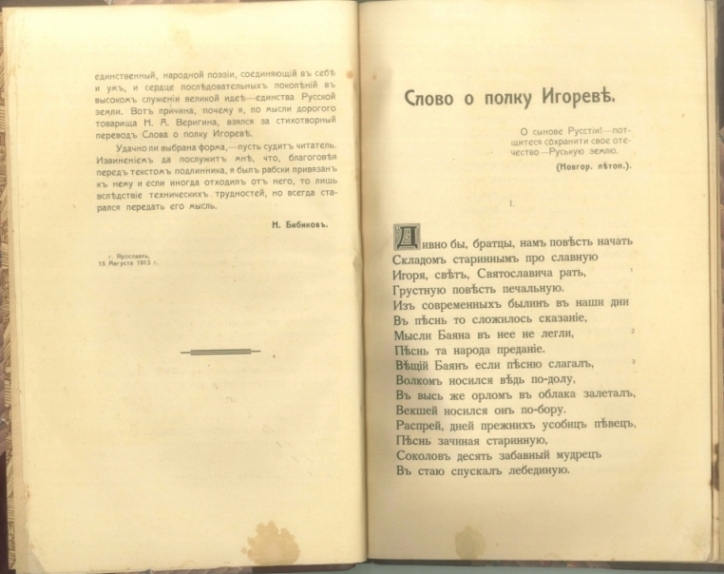 единственный, народной поэзіи, соединяющій въ себѣ
и умъ, и сердце послѣдовательныхъ поколѣній въ
высокомъ служеніи великой идеѣ—единства Русской
земли. Вотъ причина, почему я, по мысли дорогого
товарища Н. А. Веригина, взялся за стихотворный
переводъ Слова о полку Игоревѣ.
Удачно ли выбрана форма,—пусть судитъ читатель.
Извиненіемъ да послужитъ мнѣ, что, благоговѣя
передъ текстомъ подлинника, я былъ рабски привязанъ
къ нему и если иногда отходилъ отъ него, то лишь
вслѣдствіе техническихъ трудностей, но всегда ста-
рался передать его мысль.
Н. Бибиковъ.
г. Ярославль,
15 Августа 1913 г.
Слово о полку Игоревѣ.
О сынове Русстіи!—пот-
щитеся сохранити свое оте-
чество—Руськую землю.
(Новгор. лѣтоп.).
I.
Дивно бы, братцы, намъ повѣсть начать
Складомъ стариннымъ про славную
Игоря, свѣтъ, Святославича рать,
Грустную повѣсть печальную.
Изъ современныхъ былинъ въ наши дни
Въ пѣснь то сложилось сказаніе,
Мысли Баяна въ нее не легли, 2
Пѣснь та народа преданіе.
Вѣщій Баянъ если пѣсню слагалъ, 3
Волкомъ носился вѣдь по-долу,
Въ высь же орломъ въ облака залеталъ,
Векшей носился онъ по-бору.
Распрей, дней прежнихъ усобицъ пѣвецъ,
Пѣснь зачиная старинную,
Соколовъ десять забавный мудрецъ
Въ стаю спускалъ лебединую.